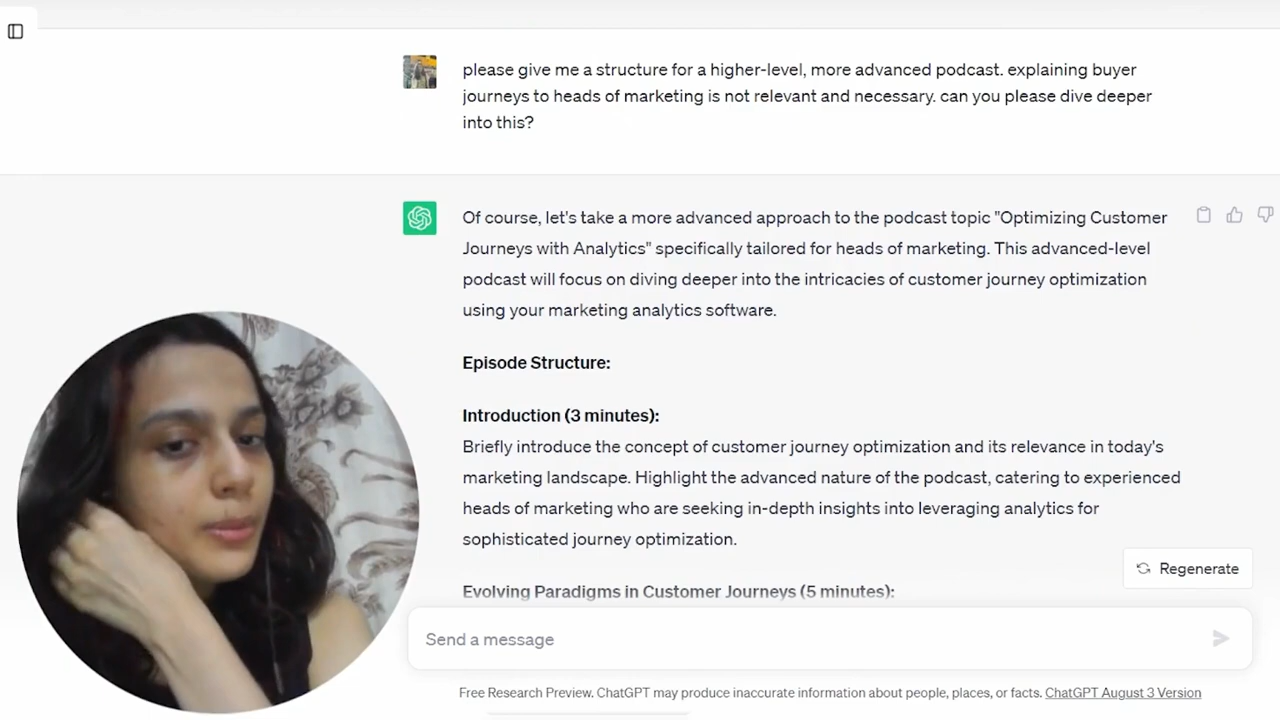 please give me a structure for a higher-level, more advanced podcast. explaining buyer
journeys to heads of marketing is not relevant and necessary. can you please dive deeper
into this?
Of course, let's take a more advanced approach to the podcast topic "Optimizing Customer
Journeys with Analytics" specifically tailored for heads of marketing. This advanced-level
podcast will focus on diving deeper into the intricacies of customer journey optimization
using your marketing analytics software.
Episode Structure:
Introduction (3 minutes):
Briefly introduce the concept of customer journey optimization and its relevance in today's
marketing landscape. Highlight the advanced nature of the podcast, catering to experienced
heads of marketing who are seeking in-depth insights into leveraging analytics for
sophisticated journey optimization.
Regenerate
Evolving Paradigms in Customer Journeys (5 minutes):
Send a message
Free Research Preview. ChatGPT may produce inaccurate information about people, places, or facts. ChatGPT August 3 Version